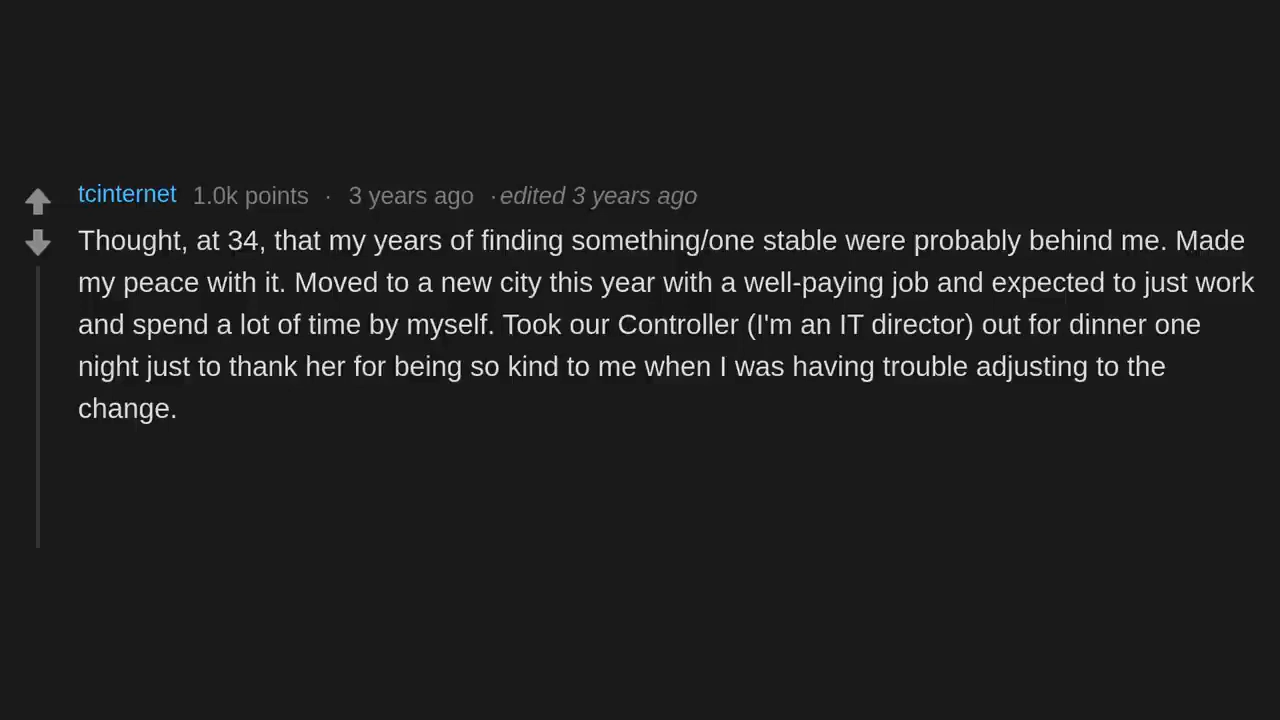 tcinternet 1.0k points · 3 years ago · edited 3 years ago
Thought, at 34, that my years of finding something/one stable were probably behind me. Made
my peace with it. Moved to a new city this year with a well-paying job and expected to just work
and spend a lot of time by myself. Took our Controller (I'm an IT director) out for dinner one
night just to thank her for being so kind to me when I was having trouble adjusting to the
change.